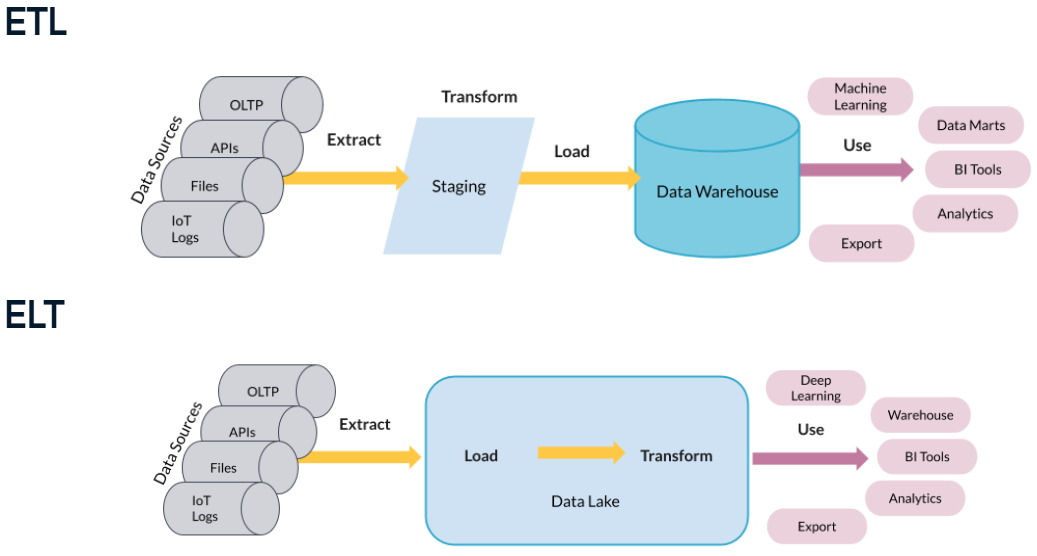 ETL
Data Sources
OLTP
APIs
Files
IoT
Logs
Extract
Transform
Staging
Load
Data Warehouse
Use
Machine
Learning
Data Marts
BI Tools
Analytics
Export
ELT
Data Sources
OLTP
APIs
Files
IoT
Logs
Extract
Load
Transform
Data Lake
Use
Deep
Learning
Warehouse
BI Tools
Analytics
Export